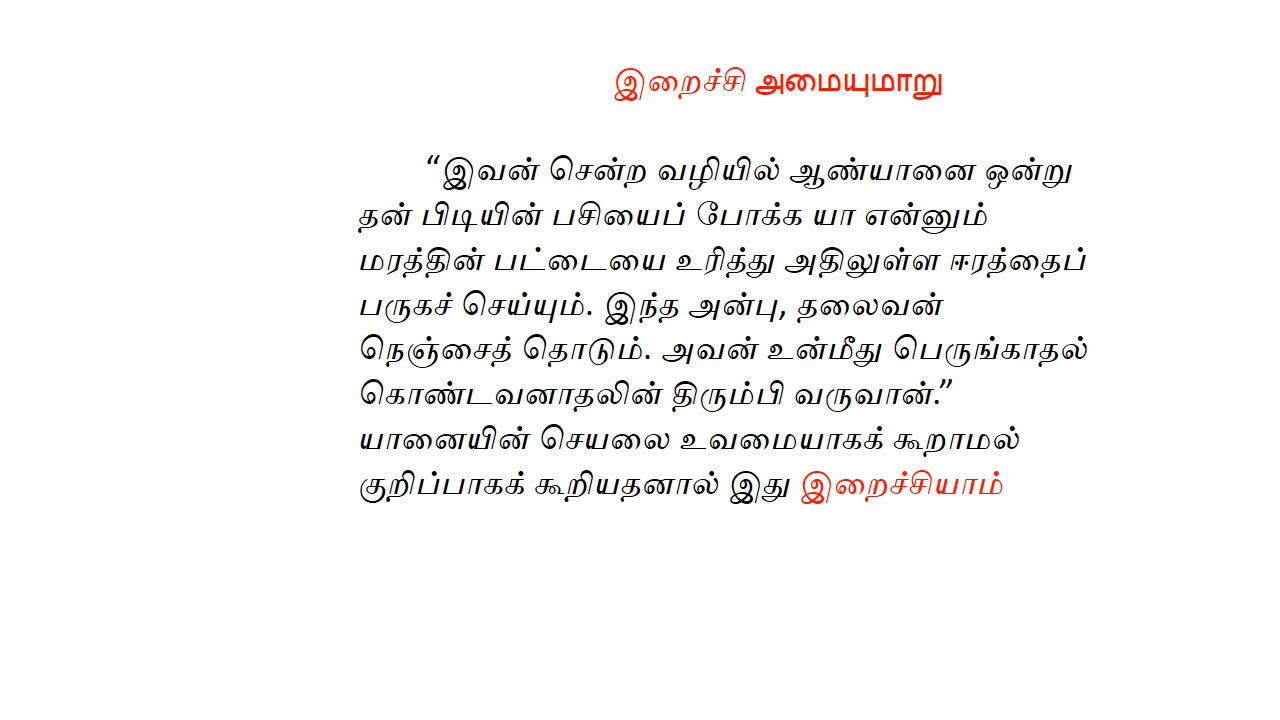 இறைச்சி அமையுமாறு
“இவன் சென்ற வழியில் ஆண்யானை ஒன்று
தன் பிடியின் பசியைப் போக்க யா என்னும்
மரத்தின் பட்டையை உரித்து அதிலுள்ள ஈரத்தைப்
பருகச் செய்யும். இந்த அன்பு, தலைவன்
நெஞ்சைத் தொடும். அவன் உன்மீது பெருங்காதல்
கொண்டவனாதலின் திரும்பி வருவான்.”
யானையின் செயலை உவமையாகக் கூறாமல்
குறிப்பாகக் கூறியதனால் இது இறைச்சியாம்